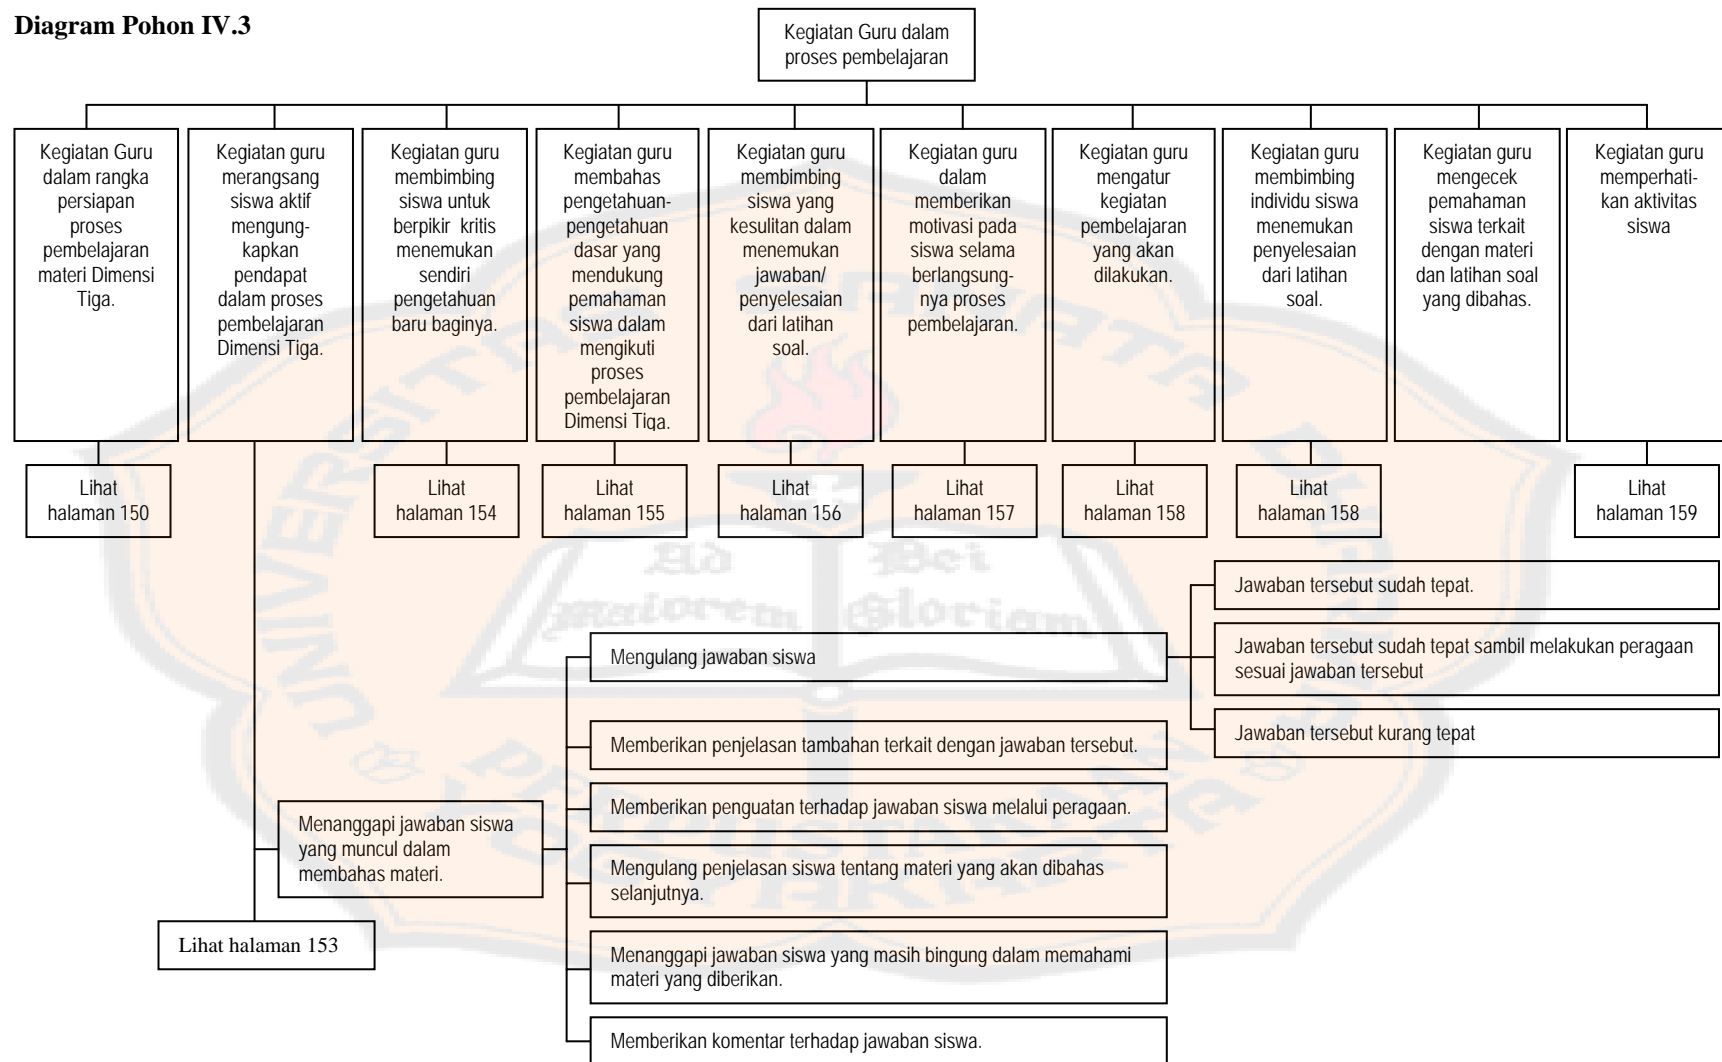 Diagram Pohon IV.3
Kegiatan Guru dalam
proses pembelajaran
Kegiatan Guru
dalam rangka
persiapan
proses
pembelajaran
materi Dimensi
Tiga.
Kegiatan guru
merangsang
siswa aktif
mengung-
kapkan
pendapat
dalam proses
pembelajaran
Dimensi Tiga.
Kegiatan guru
membimbing
siswa untuk
berpikir kritis
menemukan
sendiri
pengetahuan
baru baginya.
Kegiatan guru
membahas
pengetahuan-
pengetahuan
dasar yang
mendukung
pemahaman
siswa dalam
mengikuti
proses
pembelajaran
Dimensi Tiga.
Kegiatan guru
membimbing
siswa yang
kesulitan dalam
menemukan
jawaban/
penyelesaian
dari latihan
soal.
Kegiatan guru
dalam
memberikan
motivasi pada
siswa selama
berlangsung-
nya proses
pembelajaran.
Kegiatan guru
mengatur
kegiatan
pembelajaran
yang akan
dilakukan.
Kegiatan guru
membimbing
individu siswa
menemukan
penyelesaian
dari latihan
soal.
Kegiatan guru
mengecek
pemahaman
siswa terkait
dengan materi
dan latihan soal
yang dibahas.
Kegiatan guru
memperhati-
kan aktivitas
siswa
Lihat
halaman 150
Lihat
halaman 154
Lihat
halaman 155
Lihat
halaman 156
Lihat
halaman 157
Lihat
halaman 158
Lihat
halaman 158
Lihat
halaman 159
Menanggapi jawaban siswa
yang muncul dalam
membahas materi.
Lihat halaman 153
Mengulang jawaban siswa
Memberikan penjelasan tambahan terkait dengan jawaban tersebut.
Memberikan penguatan terhadap jawaban siswa melalui peragaan.
Mengulang penjelasan siswa tentang materi yang akan dibahas
selanjutnya.
Menanggapi jawaban siswa yang masih bingung dalam memahami
materi yang diberikan.
Memberikan komentar terhadap jawaban siswa.
Jawaban tersebut sudah tepat.
Jawaban tersebut sudah tepat sambil melakukan peragaan
sesuai jawaban tersebut
Jawaban tersebut kurang tepat
UNIVERSITAS SANATA DHARMA
Ad Dei
maiorem Gloriam
PERPUSTAKAAN
YOGYAKARTA